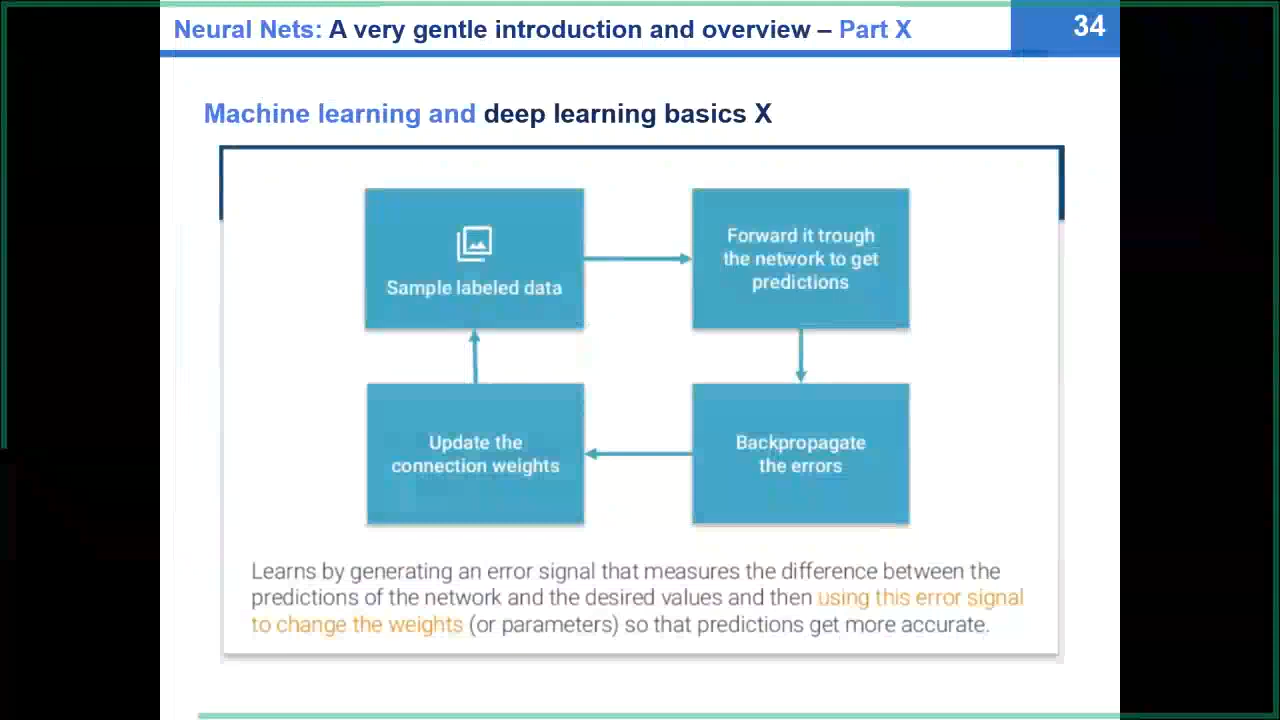 Neural Nets: A very gentle introduction and overview – Part X
34
Machine learning and deep learning basics X
Sample labeled data
Forward it trough
the network to get
predictions
Update the
connection weights
Backpropagate
the errors
Learns by generating an error signal that measures the difference between the
predictions of the network and the desired values and then using this error signal
to change the weights (or parameters) so that predictions get more accurate.